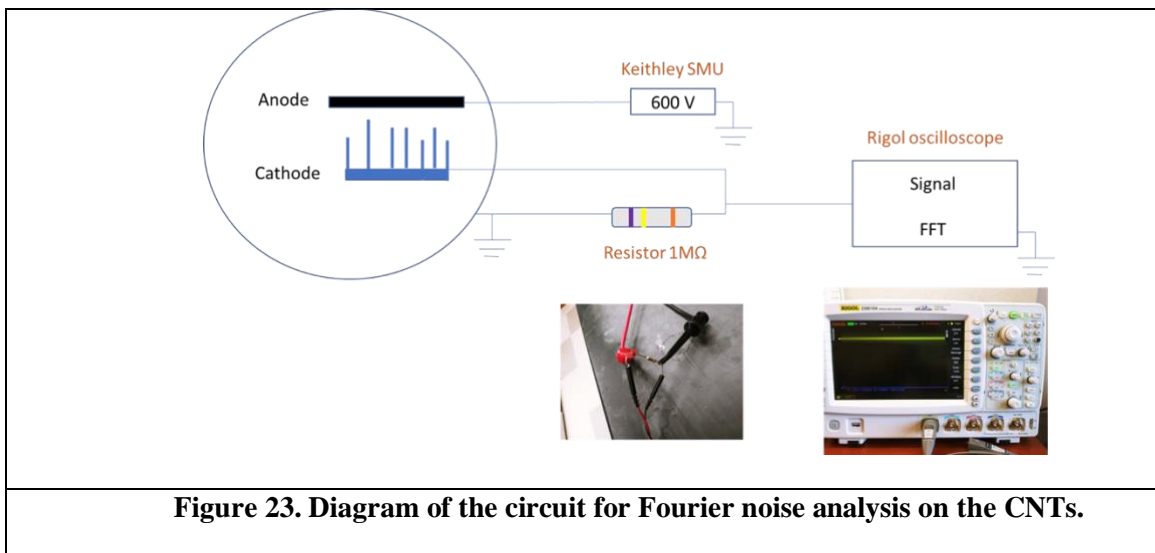 Keithley SMU
Anode
600 V
Rigol oscilloscope
Cathode
Signal
FFT
Resistor 1MΩ
RIGOL
Figure 23. Diagram of the circuit for Fourier noise analysis on the CNTs.